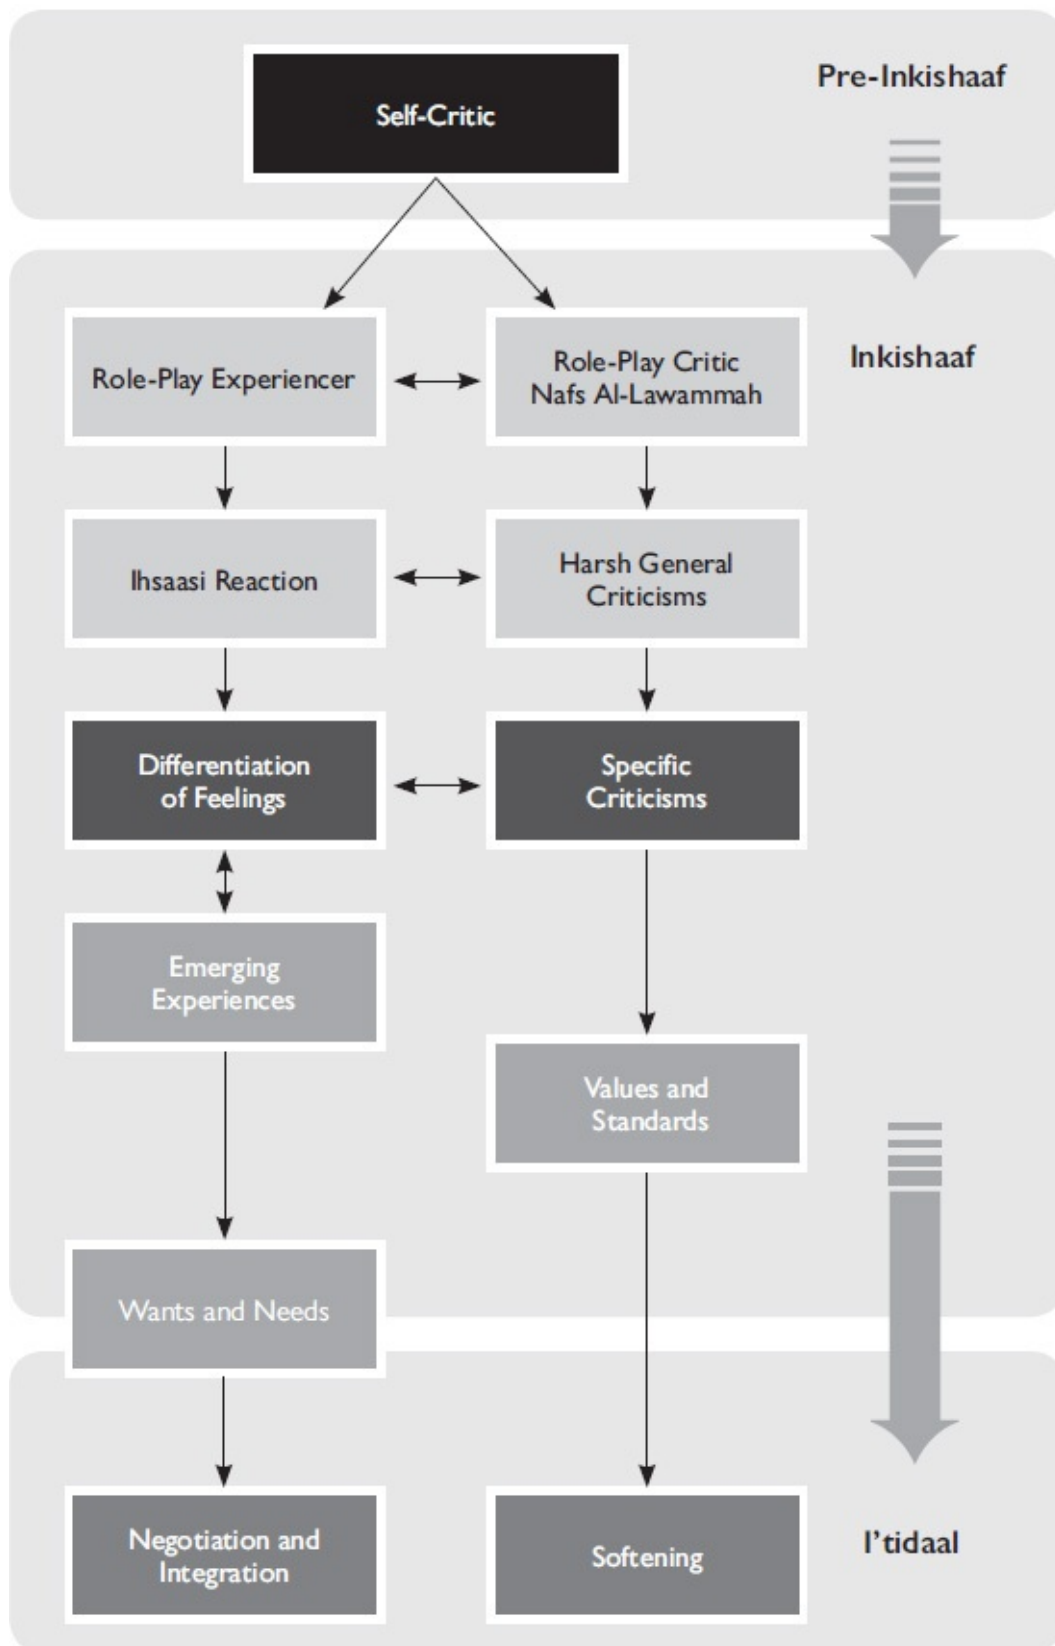 Self-Critic
Pre-Inkishaaf
Inkishaaf
Role-Play Experiencer
Role-Play Critic
Nafs Al-Lawammah
Ihsaasi Reaction
Harsh General
Criticisms
Differentiation
of Feelings
Specific
Criticisms
Emerging
Experiences
Values and
Standards
Wants and Needs
Negotiation and
Integration
Softening
I'tidaal